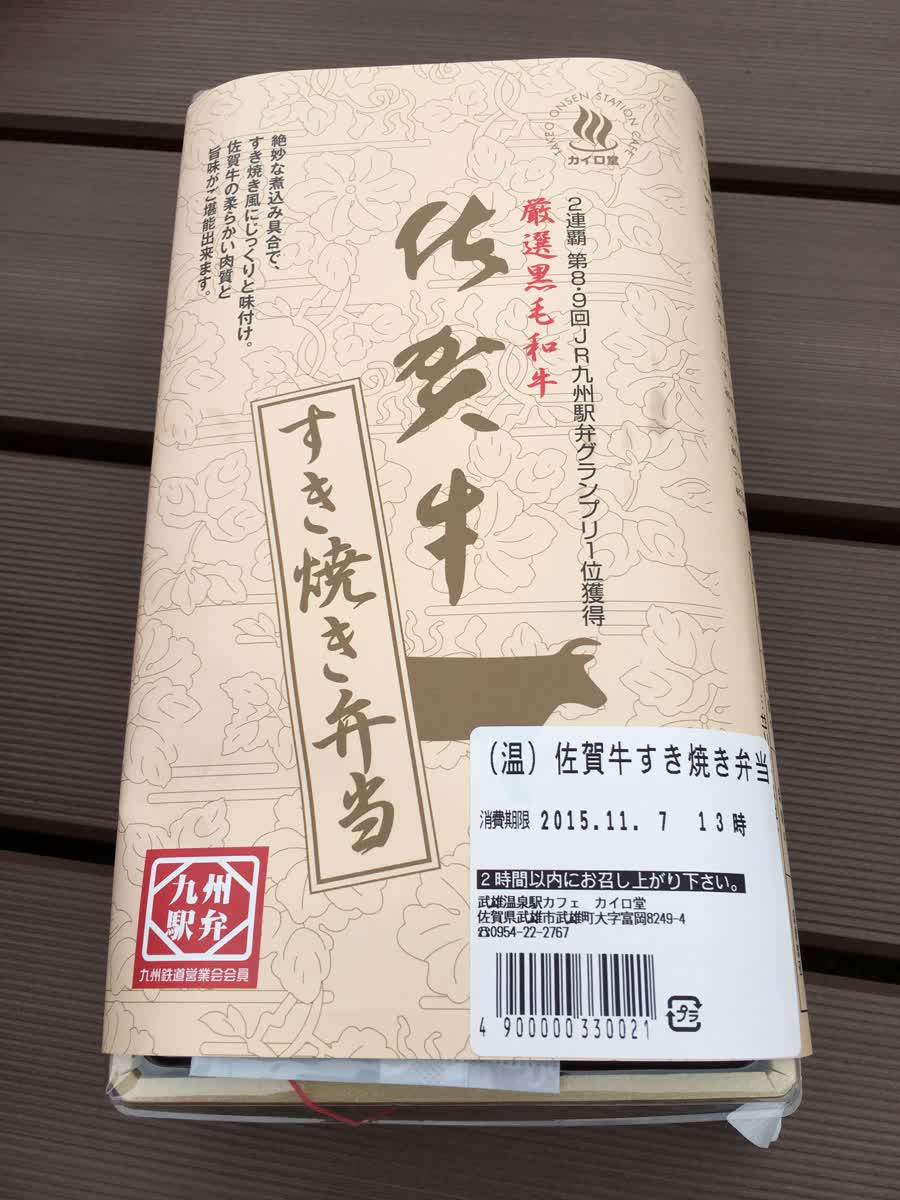 TAKEO ONSEN STATION CAFE
カイロ堂
2連覇 第8・9回JR九州駅弁グランプリ1位獲得
厳選黒毛和牛
佐賀牛
すき焼き弁当
絶妙な煮込み具合で、
すき焼き風にじっくりと味付け。
佐賀牛の柔らかい肉質と
旨味がご堪能出来ます。
(温)佐賀牛すき焼き弁当
消費期限 2015.11. 7 13時
2時間以内にお召し上がり下さい。
武雄温泉駅カフェ カイロ堂
佐賀県武雄市武雄町大字富岡8249-4
☎0954-22-2767
4 900000 330021
プラ
九州
駅弁
九州鉄道営業会会員